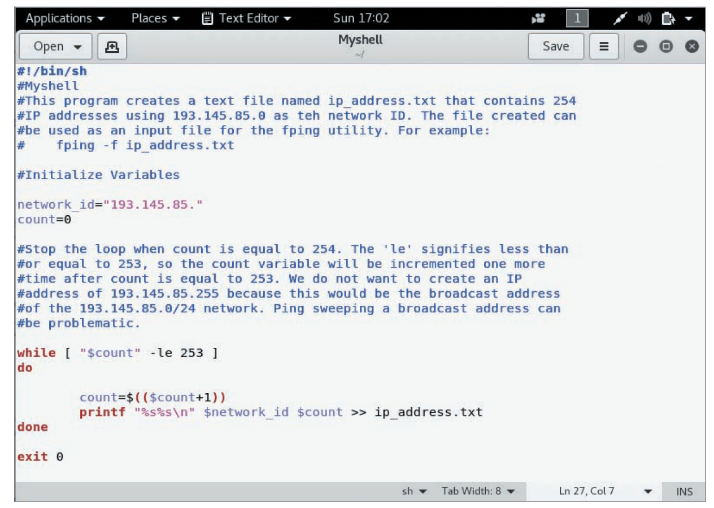 Applications Places Text Editor Sun 17:02 1
Open Myshell Save
~/
#!/bin/sh
#Myshell
#This program creates a text file named ip_address.txt that contains 254
#IP addresses using 193.145.85.0 as teh network ID. The file created can
#be used as an input file for the fping utility. For example:
#    fping -f ip_address.txt
#Initialize Variables
network_id="193.145.85."
count=0
#Stop the loop when count is equal to 254. The 'le' signifies less than
#or equal to 253, so the count variable will be incremented one more
#time after count is equal to 253. We do not want to create an IP
#address of 193.145.85.255 because this would be the broadcast address
#of the 193.145.85.0/24 network. Ping sweeping a broadcast address can
#be problematic.
while [ "$count" -le 253 ]
do
count=$(($count+1))
printf "%s%s\n" $network_id $count >> ip_address.txt
done
exit 0
sh Tab Width: 8 Ln 27, Col 7 INS